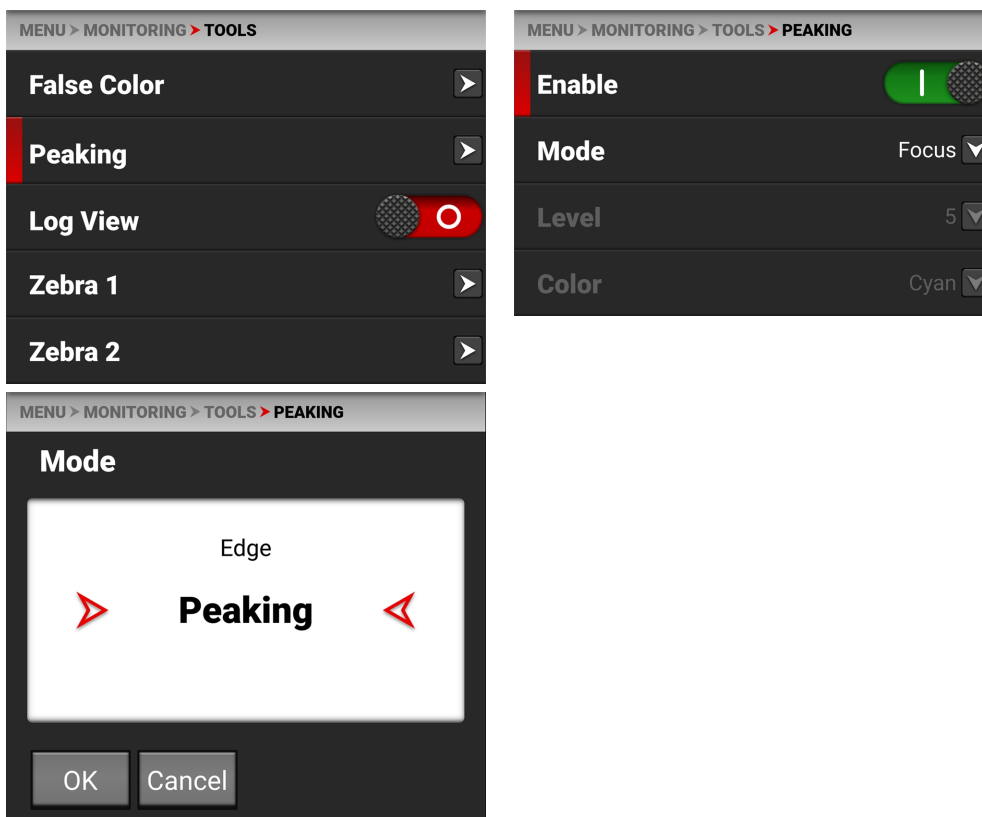 MENU > MONITORING > TOOLS
False Color
Peaking
Log View
Zebra 1
Zebra 2
MENU > MONITORING > TOOLS > PEAKING
Enable
Mode Focus
Level 5
Color Cyan
MENU > MONITORING > TOOLS > PEAKING
Mode
Edge
Peaking
OK Cancel